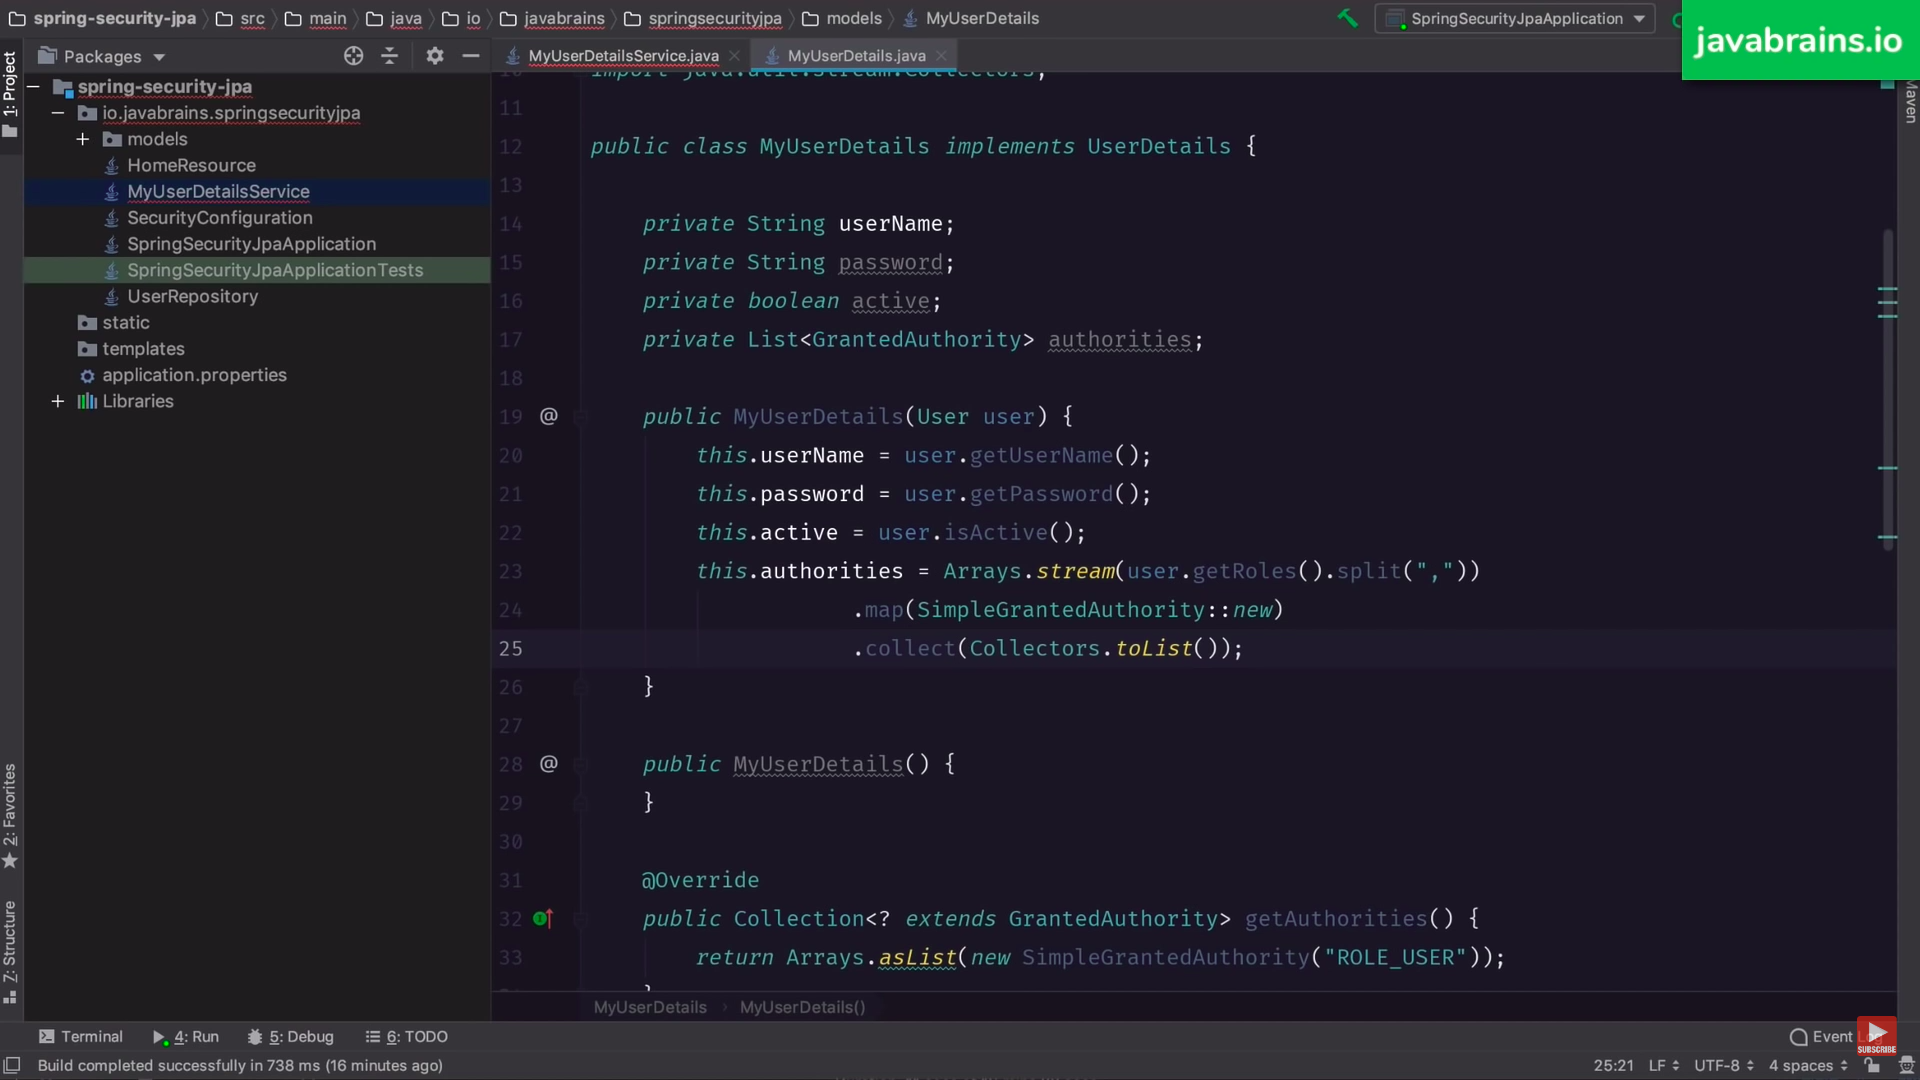 spring-security-jpa src main java io javabrains springsecurityjpa models MyUserDetails
SpringSecurityJpaApplication
javabrains.io
Packages
MyUserDetailsService.java
MyUserDetails.java
1: Project
Maven
spring-security-jpa
io.javabrains.springsecurityjpa
models
HomeResource
MyUserDetailsService
SecurityConfiguration
SpringSecurityJpaApplication
SpringSecurityJpaApplicationTests
UserRepository
static
templates
application.properties
Libraries
2: Favorites
7: Structure
10 import java.util.stream.Collectors;
11
12 public class MyUserDetails implements UserDetails {
13
14 private String userName;
15 private String password;
16 private boolean active;
17 private List<GrantedAuthority> authorities;
18
19 @ public MyUserDetails(User user) {
20 this.userName = user.getUserName();
21 this.password = user.getPassword();
22 this.active = user.isActive();
23 this.authorities = Arrays.stream(user.getRoles().split(","))
24 .map(SimpleGrantedAuthority::new)
25 .collect(Collectors.toList());
26 }
27
28 @ public MyUserDetails() {
29 }
30
31 @Override
32 public Collection<? extends GrantedAuthority> getAuthorities() {
33 return Arrays.asList(new SimpleGrantedAuthority("ROLE_USER"));
MyUserDetails › MyUserDetails()
Terminal 4: Run 5: Debug 6: TODO
Event
SUBSCRIBE
Build completed successfully in 738 ms (16 minutes ago)
25:21 LF UTF-8 4 spaces